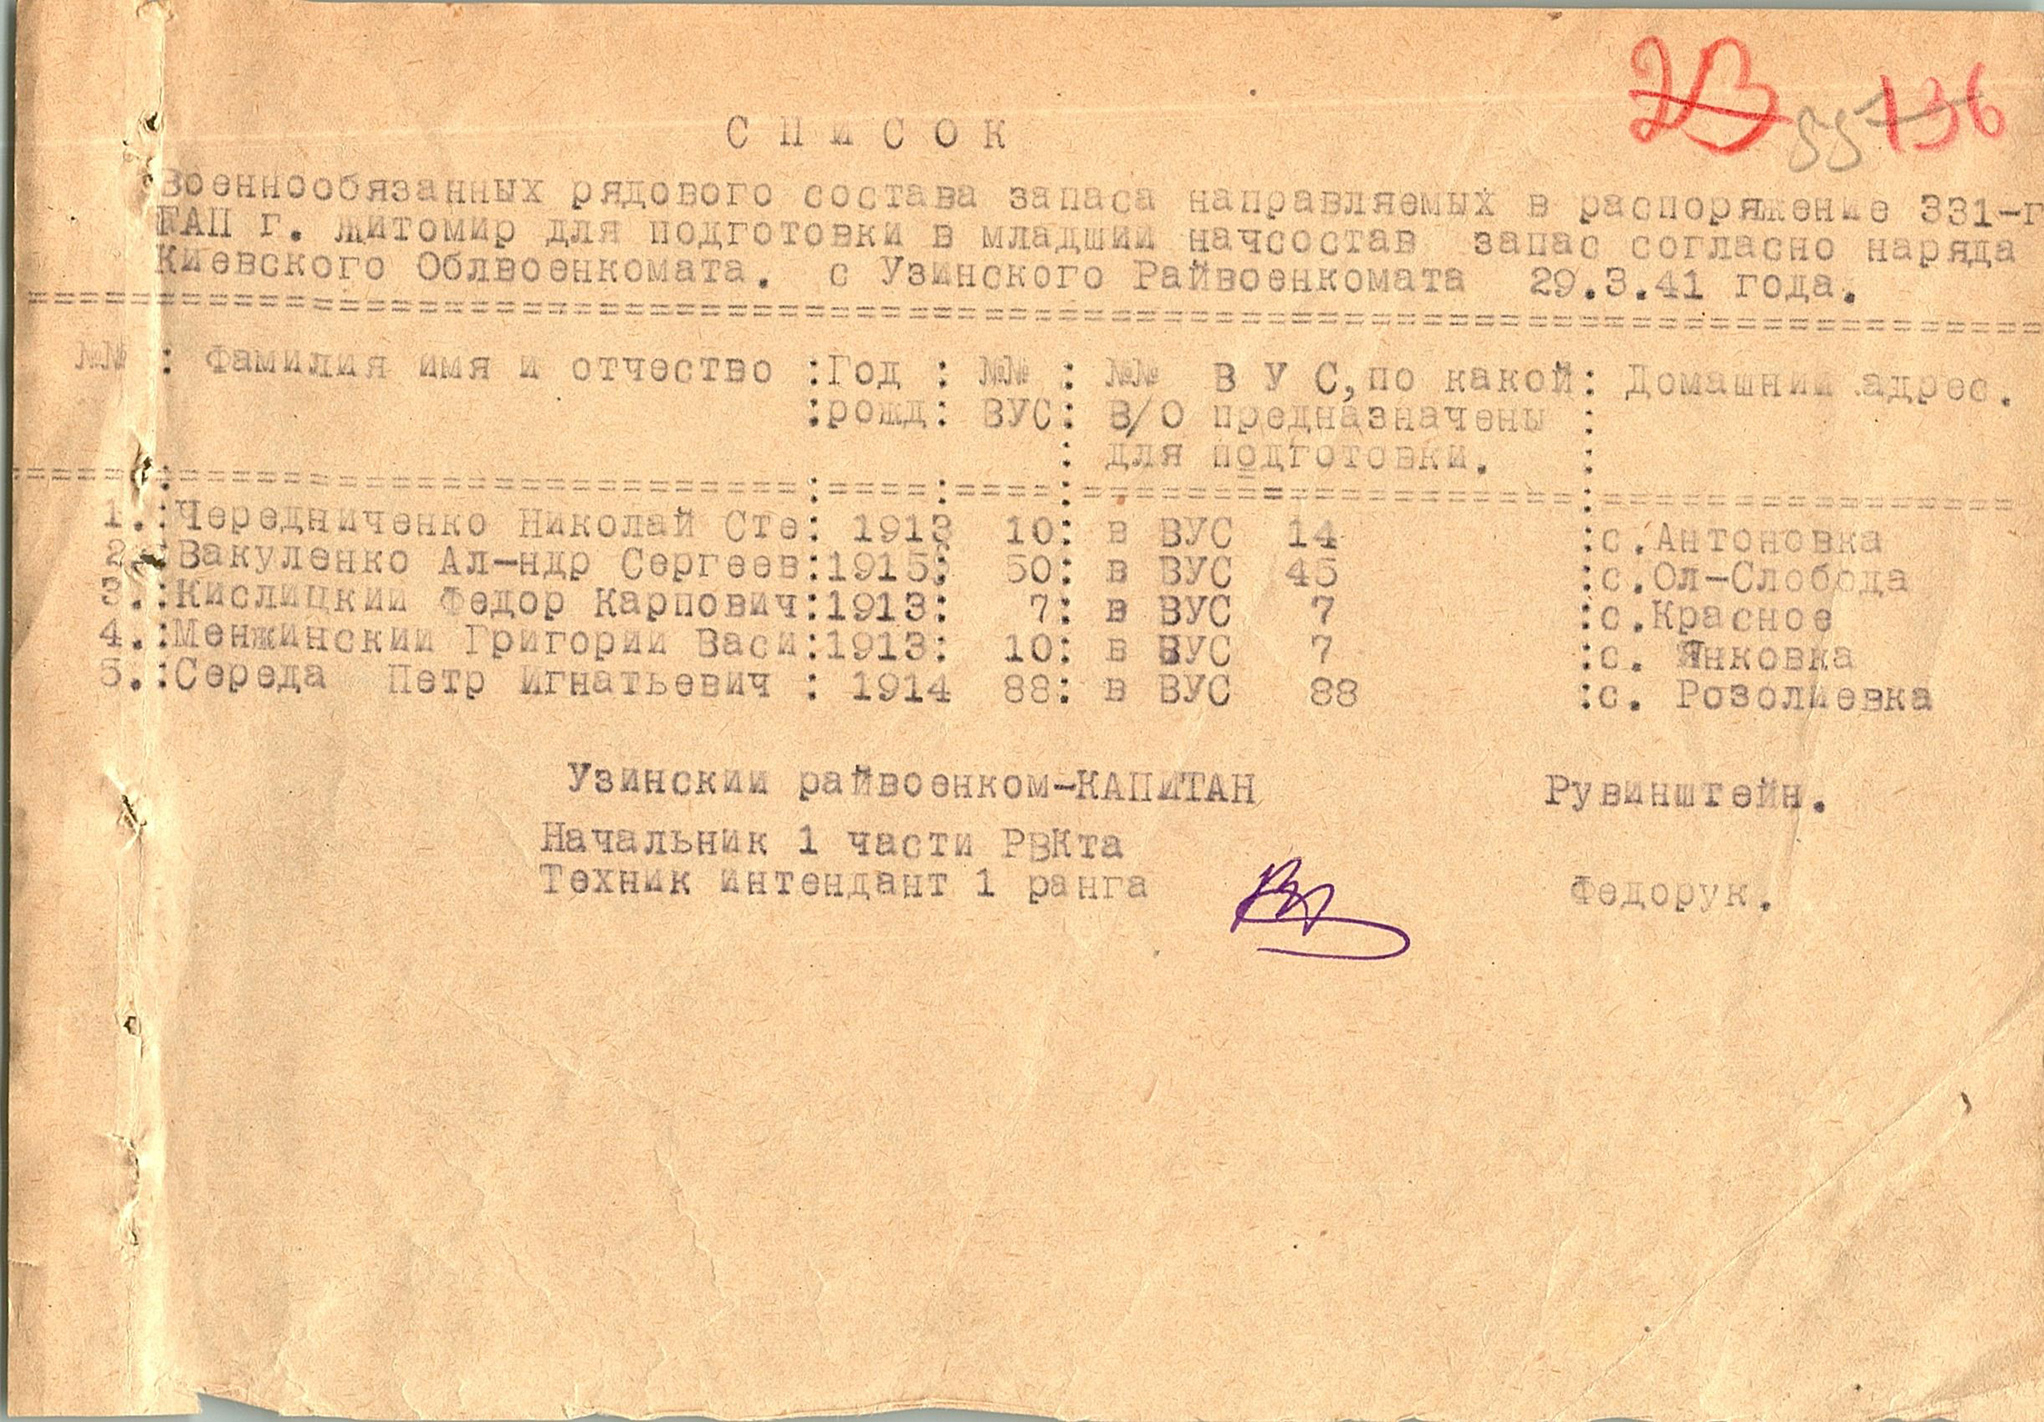 23 557 136
С П И С О К
военнообязанных рядового состава запаса направляемых в распоряжение 331-г
ГАП г. Житомир для подготовки в младший начсостав запас согласно наряда
Киевского Облвоенкомата. с Узинского Райвоенкомата 29.3.41 года.
№№ : Фамилия имя и отчество :Год : №№ : №№ В У С, по какой: Домашний адрес.
:рожд: ВУС: В/О предназначены :
: для подготовки. :
1.:Чередниченко Николай Сте: 1913 10: в ВУС 14 :с.Антоновка
2.:Вакуленко Ал-ндр Сергеев:1915: 50: в ВУС 45 :с.Ол-Слобода
3.:Кислицкий Федор Карпович:1913: 7: в ВУС 7 :с.Красное
4.:Менжинский Григорий Васи:1913: 10: в ВУС 7 :с. Янковка
5.:Середа Петр Игнатьевич : 1914 88: в ВУС 88 :с. Розолиевка
Узинский райвоенком-КАПИТАН Рувинштейн.
Начальник 1 части РВКта
Техник интендант 1 ранга Федорук.